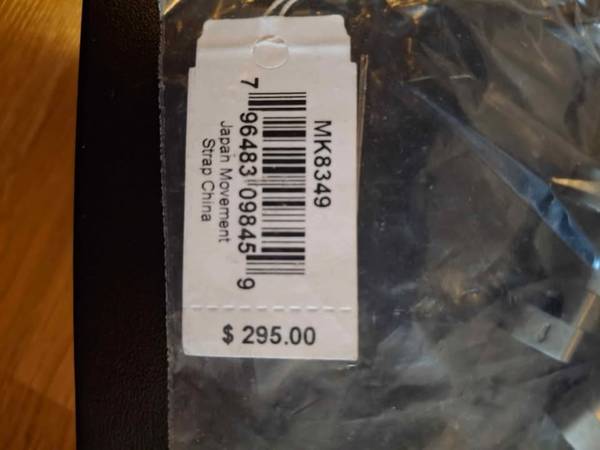 MK8349
7 96483 09845 9
Japan Movement
Strap China
$ 295.00